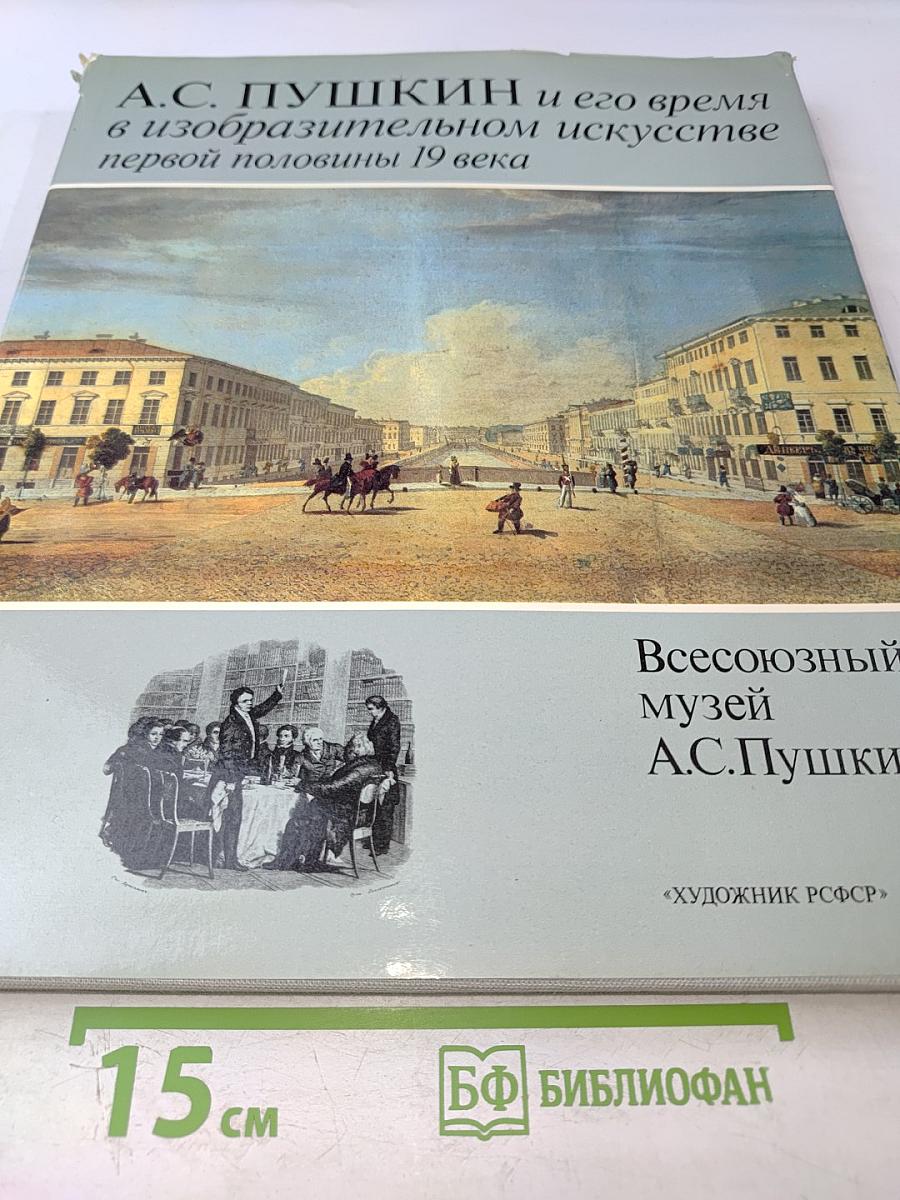 А.С. ПУШКИН и его время
в изобразительном искусстве
первой половины 19 века
Всесоюзный
музей
А.С.Пушки
«ХУДОЖНИК РСФСР»
15 см
БФ БИБЛИОФАН